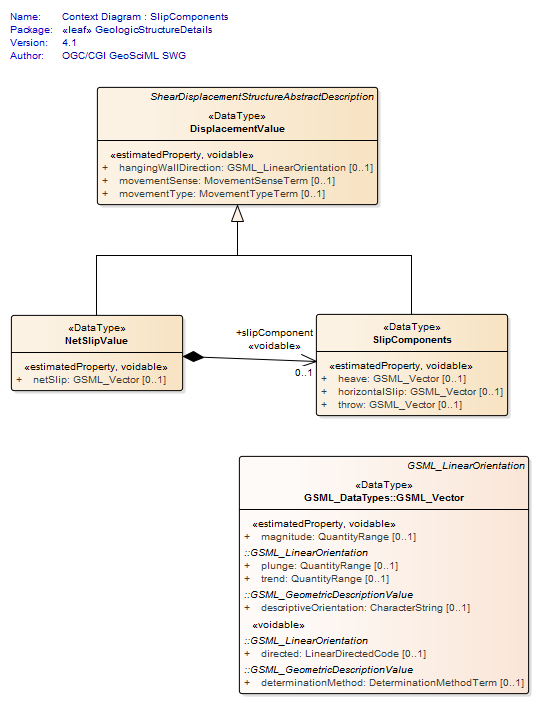 Name: Context Diagram : SlipComponents
Package: «leaf» GeologicStructureDetails
Version: 4.1
Author: OGC/CGI GeoSciML SWG
ShearDisplacementStructureAbstractDescription
«DataType»
DisplacementValue
«estimatedProperty, voidable»
+ hangingWallDirection: GSML_LinearOrientation [0..1]
+ movementSense: MovementSenseTerm [0..1]
+ movementType: MovementTypeTerm [0..1]
«DataType»
NetSlipValue
«estimatedProperty, voidable»
+ netSlip: GSML_Vector [0..1]
+slipComponent
«voidable»
0..1
«DataType»
SlipComponents
«estimatedProperty, voidable»
+ heave: GSML_Vector [0..1]
+ horizontalSlip: GSML_Vector [0..1]
+ throw: GSML_Vector [0..1]
GSML_LinearOrientation
«DataType»
GSML_DataTypes::GSML_Vector
«estimatedProperty, voidable»
+ magnitude: QuantityRange [0..1]
::GSML_LinearOrientation
+ plunge: QuantityRange [0..1]
+ trend: QuantityRange [0..1]
::GSML_GeometricDescriptionValue
+ descriptiveOrientation: CharacterString [0..1]
«voidable»
::GSML_LinearOrientation
+ directed: LinearDirectedCode [0..1]
::GSML_GeometricDescriptionValue
+ determinationMethod: DeterminationMethodTerm [0..1]